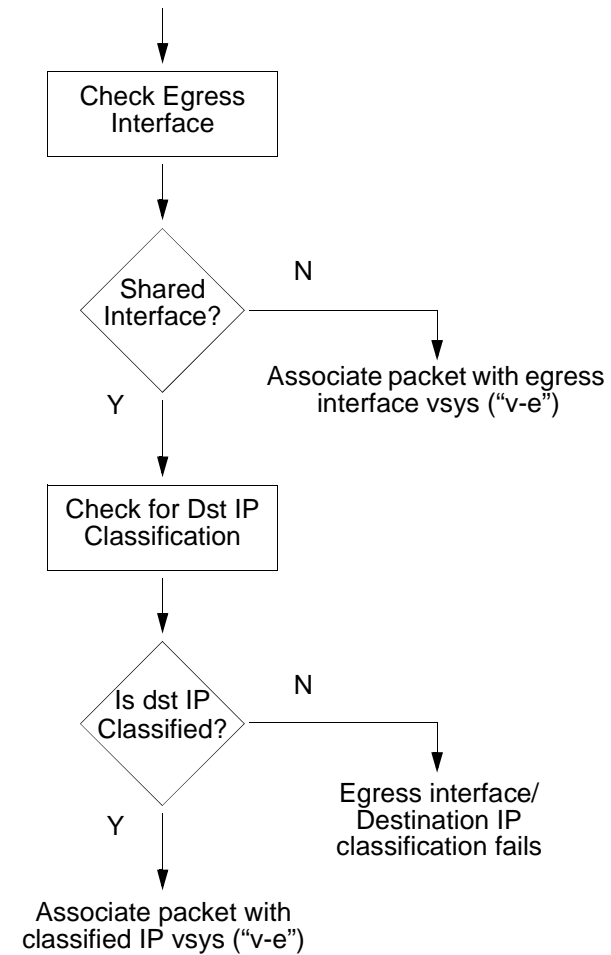 Check Egress
Interface
N
Shared
Interface?
Associate packet with egress
interface vsys (“v-e”)
Y
Check for Dst IP
Classification
N
Is dst IP
Classified?
Egress interface/
Destination IP
classification fails
Y
Associate packet with
classified IP vsys (“v-e”)